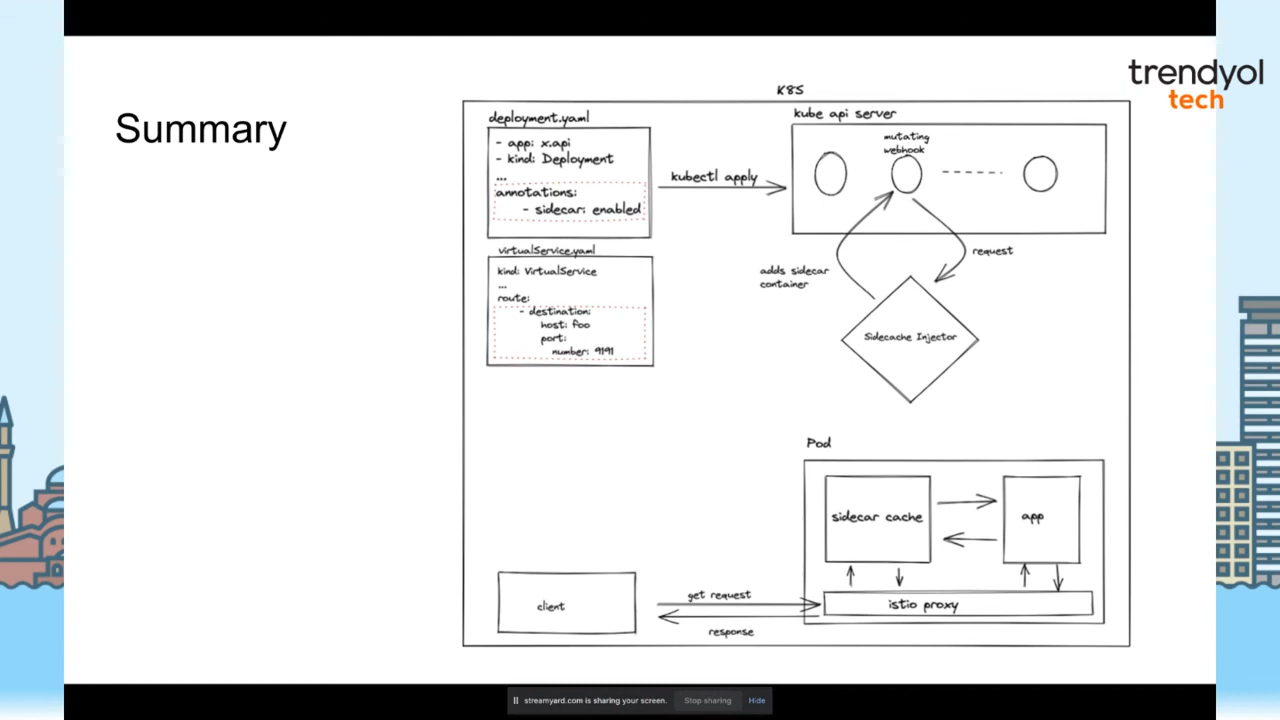 trendyol
tech
Summary
K8S
deployment.yaml
- app: x.api
- kind: Deployment
...
annotations:
- sidecar: enabled
kubectl apply
kube api server
mutating
webhook
virtualService.yaml
kind: VirtualService
...
route:
- destination:
host: foo
port:
number: 9191
adds sidecar
container
request
Sidecache Injector
Pod
sidecar cache
app
istio proxy
client
get request
response
streamyard.com is sharing your screen.
Stop sharing
Hide